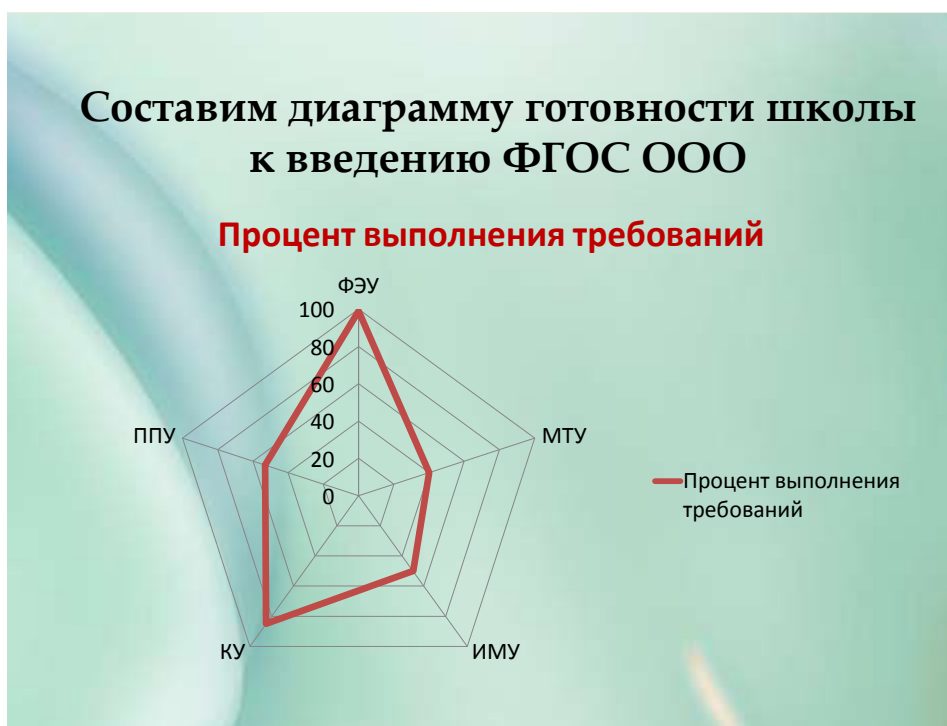 Составим диаграмму готовности школы
к введению ФГОС ООО
Процент выполнения требований
ФЭУ
100
80
60
40
20
0
ППУ
МТУ
КУ
ИМУ
Процент выполнения
требований